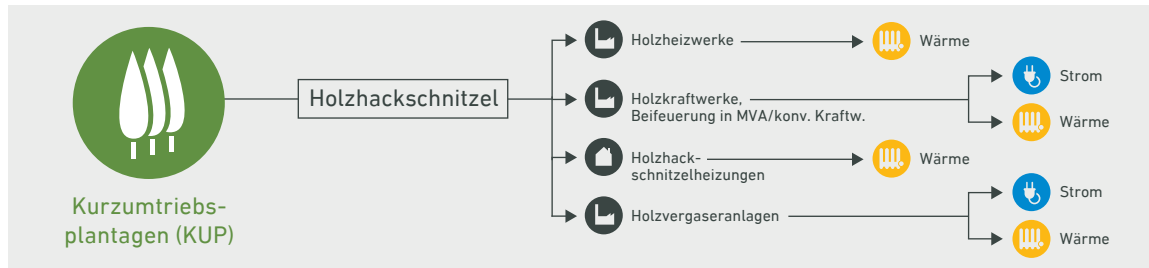 Kurzumtriebs-
plantagen (KUP)
Holzhackschnitzel
Holzheizwerke
Wärme
Holzkraftwerke,
Beifeuerung in MVA/konv. Kraftw.
Strom
Wärme
Holzhack-
schnitzelheizungen
Wärme
Holzvergaseranlagen
Strom
Wärme